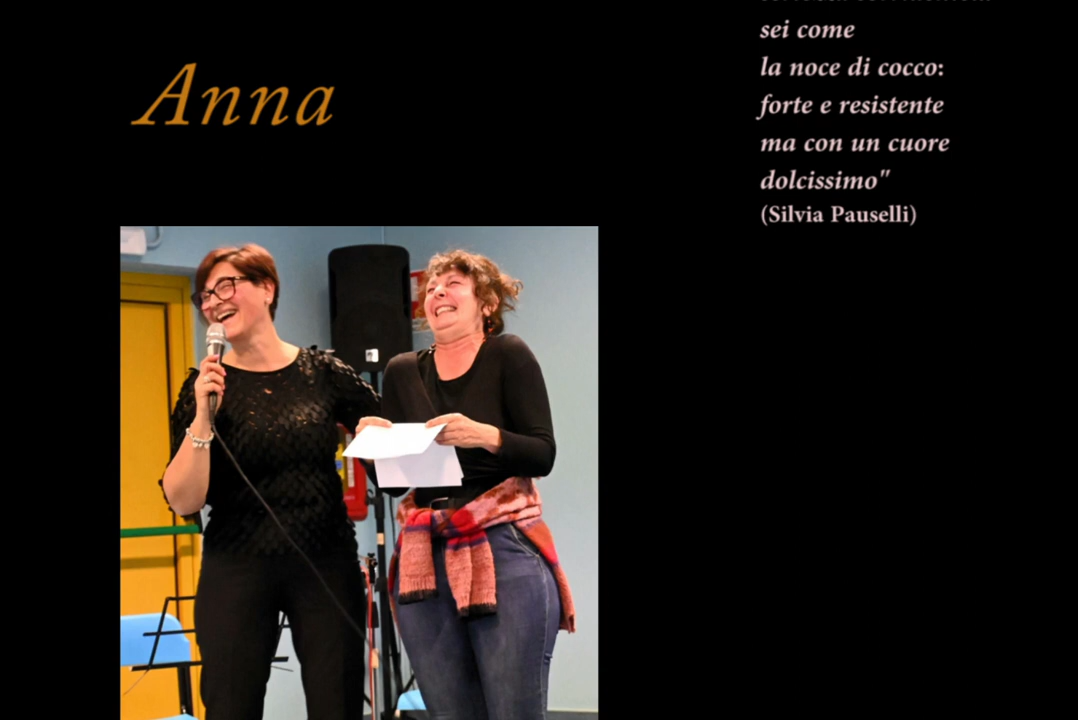 Anna
sei come
la noce di cocco:
forte e resistente
ma con un cuore
dolcissimo"
(Silvia Pauselli)